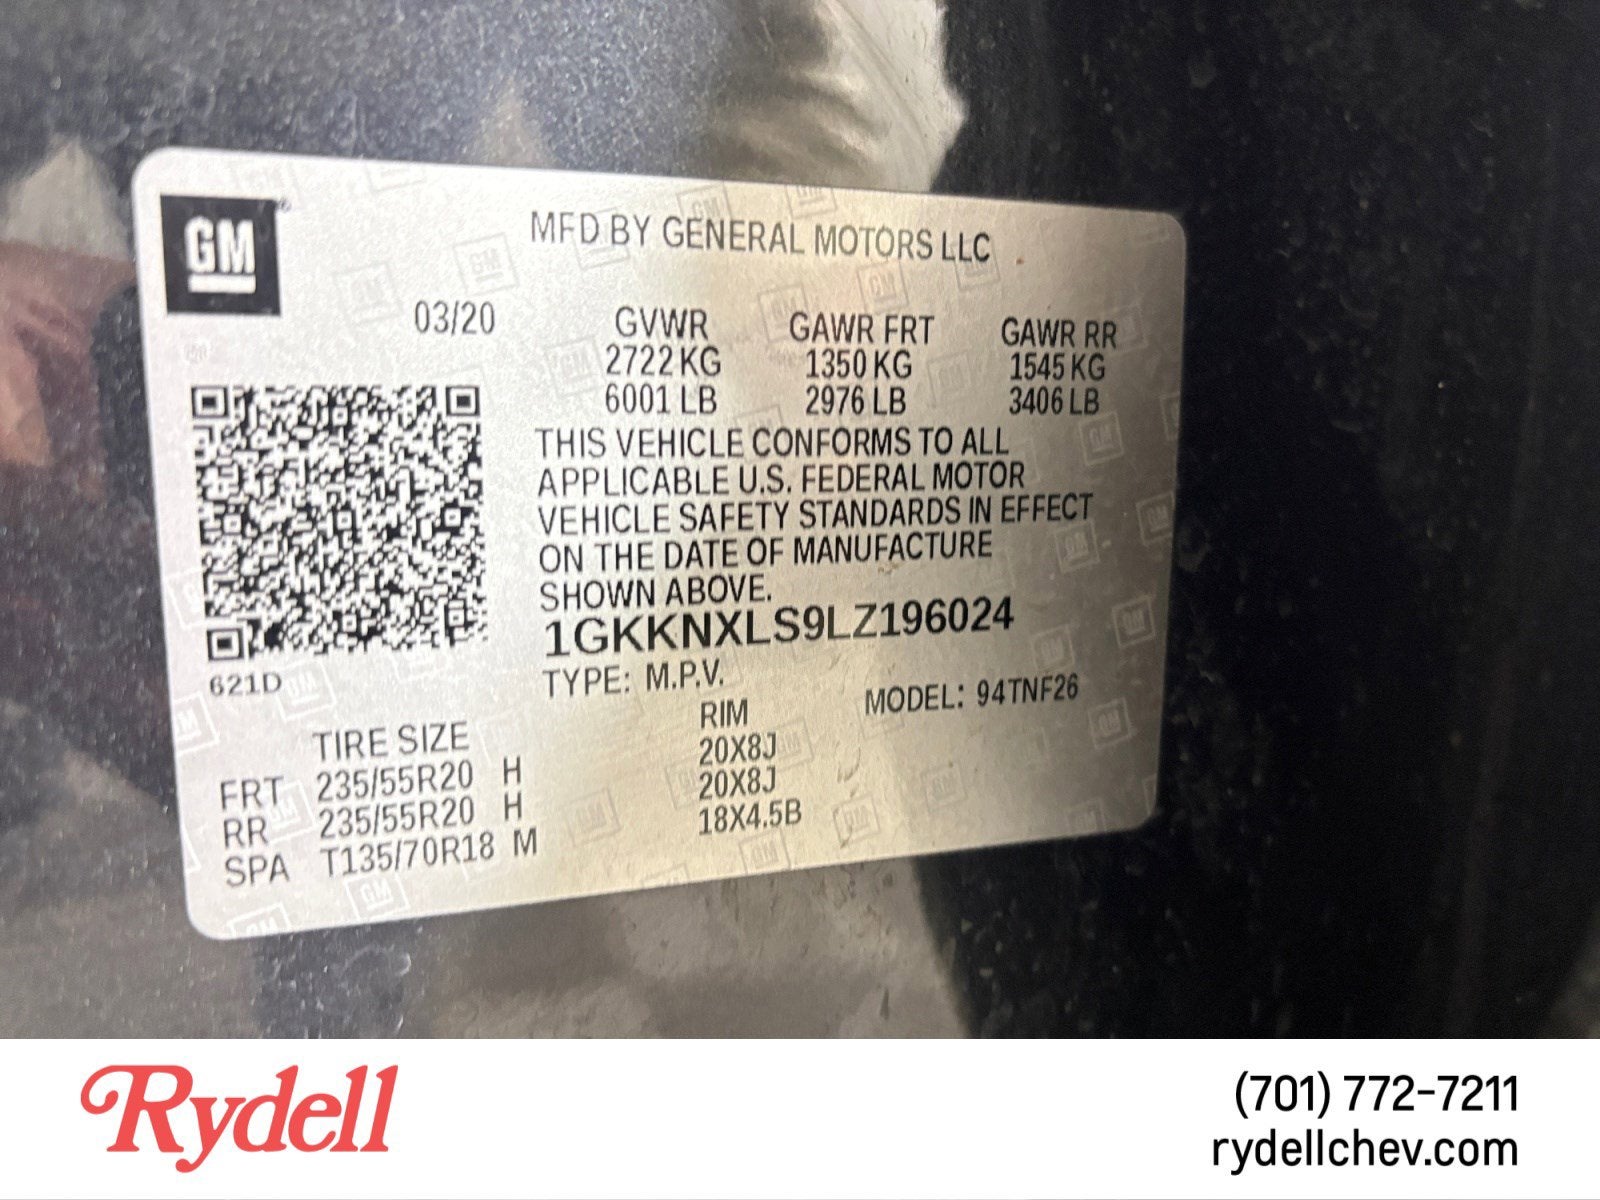 GM
MFD BY GENERAL MOTORS LLC
03/20
GVWR GAWR FRT GAWR RR
2722 KG 1350 KG 1545 KG
6001 LB 2976 LB 3406 LB
THIS VEHICLE CONFORMS TO ALL
APPLICABLE U.S. FEDERAL MOTOR
VEHICLE SAFETY STANDARDS IN EFFECT
ON THE DATE OF MANUFACTURE
SHOWN ABOVE.
1GKKNXLS9LZ196024
TYPE: M.P.V. MODEL: 94TNF26
621D
TIRE SIZE RIM
FRT 235/55R20 H 20X8J
RR 235/55R20 H 20X8J
SPA T135/70R18 M 18X4.5B
Rydell
(701) 772-7211
rydellchev.com